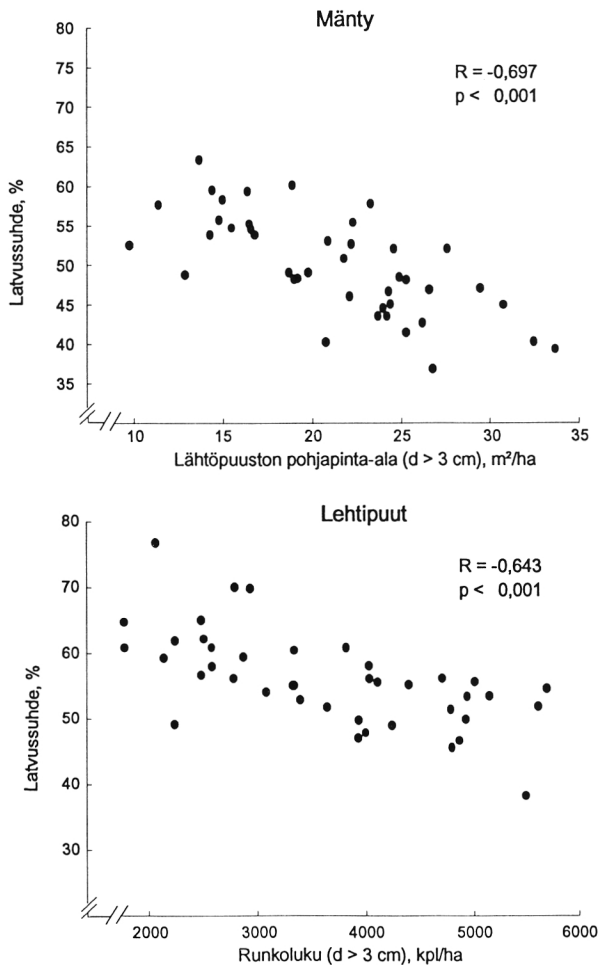 Mänty
80
75
70
65
60
55
50
45
40
35
R = -0,697
p < 0,001
Latvussuhde, %
10 15 20 25 30 35
Lähtöpuuston pohjapinta-ala (d > 3 cm), m²/ha
Lehtipuut
80
70
60
50
40
30
R = -0,643
p < 0,001
Latvussuhde, %
2000 3000 4000 5000 6000
Runkoluku (d > 3 cm), kpl/ha